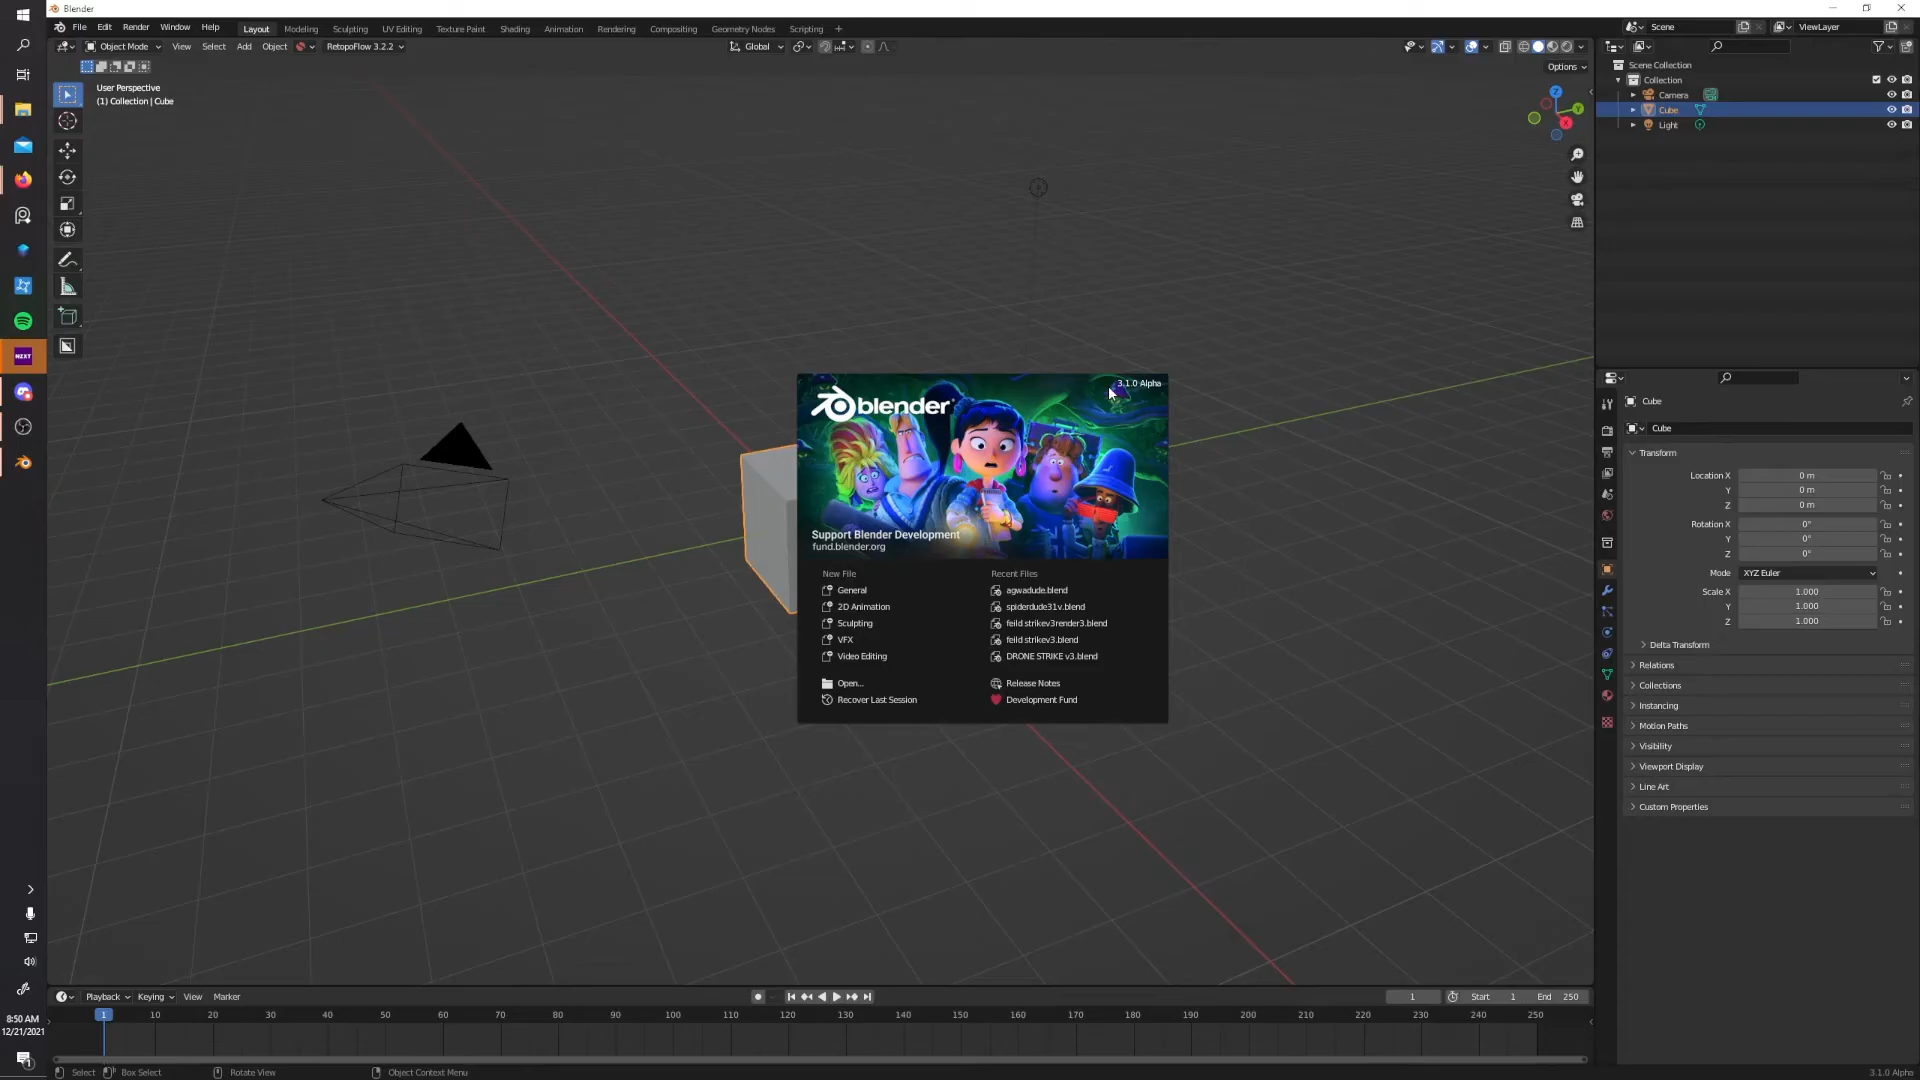 Blender
File Edit Render Window Help Layout Modeling Sculpting UV Editing Texture Paint Shading Animation Rendering Compositing Geometry Nodes Scripting +
Scene ViewLayer
Object Mode View Select Add Object RetopoFlow 3.2.2 Global
Options
User Perspective
(1) Collection | Cube
Z
Y
X
Scene Collection
Collection
Camera
Cube
Light
NZXT
3.1.0 Alpha
blender
Support Blender Development
fund.blender.org
New File
General
2D Animation
Sculpting
VFX
Video Editing
Open...
Recover Last Session
Recent Files
agwadude.blend
spiderdude31v.blend
feild strikev3render3.blend
feild strikev3.blend
DRONE STRIKE v3.blend
Release Notes
Development Fund
Cube
Cube
Transform
Location X 0 m
Y 0 m
Z 0 m
Rotation X 0°
Y 0°
Z 0°
Mode XYZ Euler
Scale X 1.000
Y 1.000
Z 1.000
Delta Transform
Relations
Collections
Instancing
Motion Paths
Visibility
Viewport Display
Line Art
Custom Properties
Playback Keying View Marker
1 Start 1 End 250
1 10 20 30 40 50 60 70 80 90 100 110 120 130 140 150 160 170 180 190 200 210 220 230 240 250
8:50 AM
12/21/2021
1
Select Box Select Rotate View Object Context Menu
3.1.0 Alpha